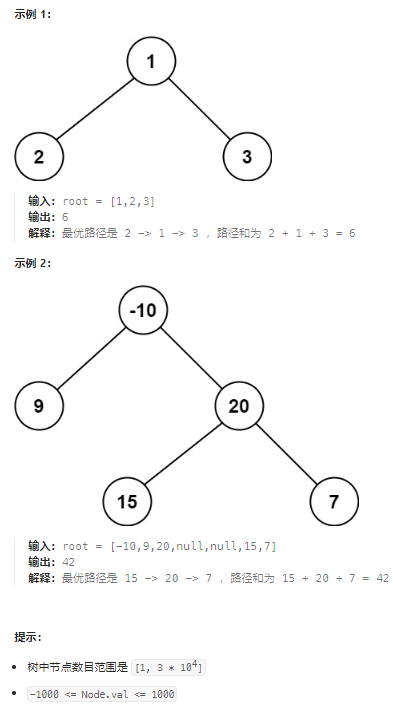 示例 1：
1
2
3
输入：root = [1,2,3]
输出：6
解释：最优路径是 2 -> 1 -> 3 ，路径和为 2 + 1 + 3 = 6
示例 2：
-10
9
20
15
7
输入：root = [-10,9,20,null,null,15,7]
输出：42
解释：最优路径是 15 -> 20 -> 7 ，路径和为 15 + 20 + 7 = 42
提示：
• 树中节点数目范围是 [1, 3 * 10⁴]
• -1000 <= Node.val <= 1000